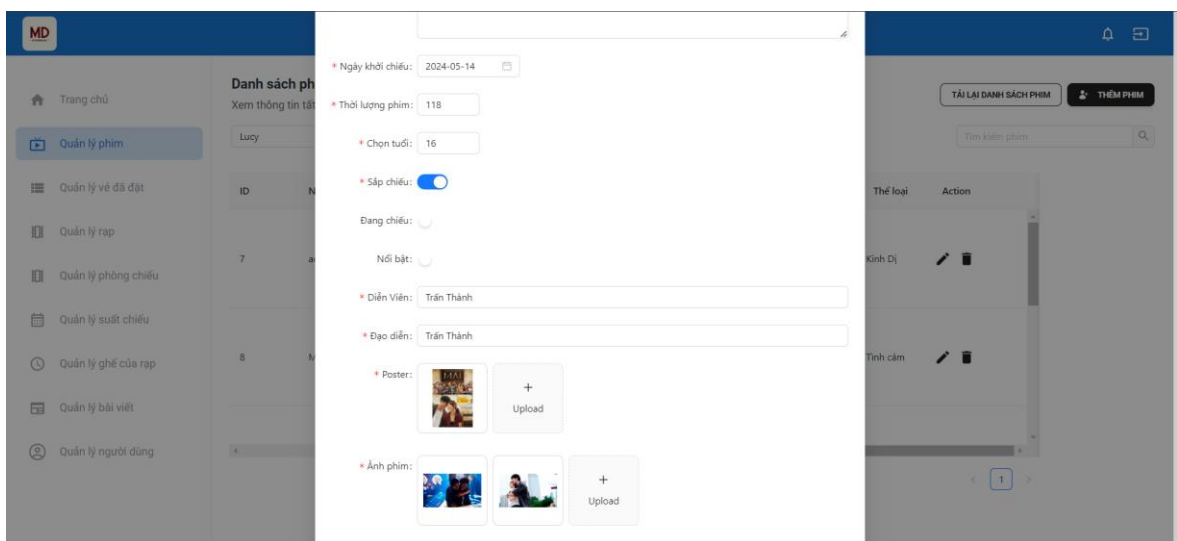 MD
Trang chủ
Quản lý phim
Quản lý vé đã đặt
Quản lý rạp
Quản lý phòng chiếu
Quản lý suất chiếu
Quản lý ghế của rạp
Quản lý bài viết
Quản lý người dùng
Danh sách ph
Xem thông tin tất
Lucy
TẢI LẠI DANH SÁCH PHIM
THÊM PHIM
Tìm kiếm phim
ID
N
Thể loại
Action
7
a
Kinh Dị
8
M
Tình cảm
1
* Ngày khởi chiếu: 2024-05-14
* Thời lượng phim: 118
* Chọn tuổi: 16
* Sắp chiếu:
Đang chiếu:
Nổi bật:
* Diễn Viên: Trấn Thành
* Đạo diễn: Trấn Thành
* Poster:
MAI
+
Upload
* Ảnh phim:
+
Upload